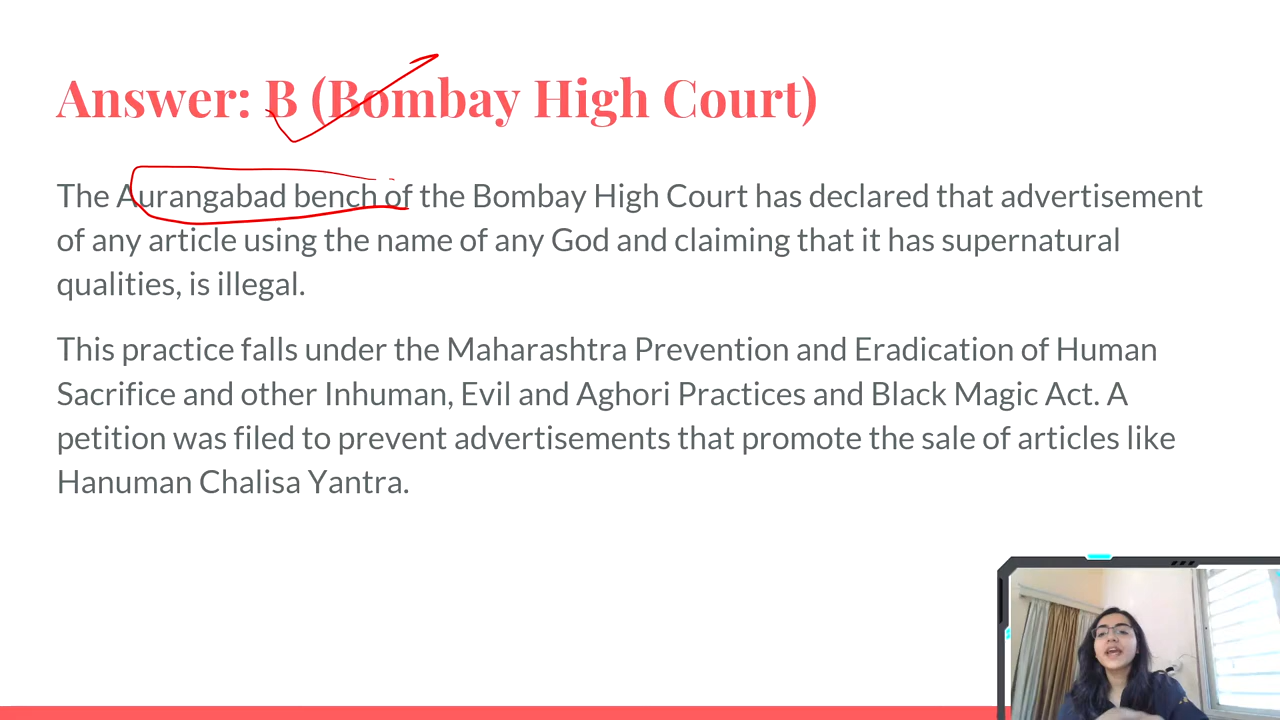 Answer: B (Bombay High Court)
The Aurangabad bench of the Bombay High Court has declared that advertisement
of any article using the name of any God and claiming that it has supernatural
qualities, is illegal.
This practice falls under the Maharashtra Prevention and Eradication of Human
Sacrifice and other Inhuman, Evil and Aghori Practices and Black Magic Act. A
petition was filed to prevent advertisements that promote the sale of articles like
Hanuman Chalisa Yantra.